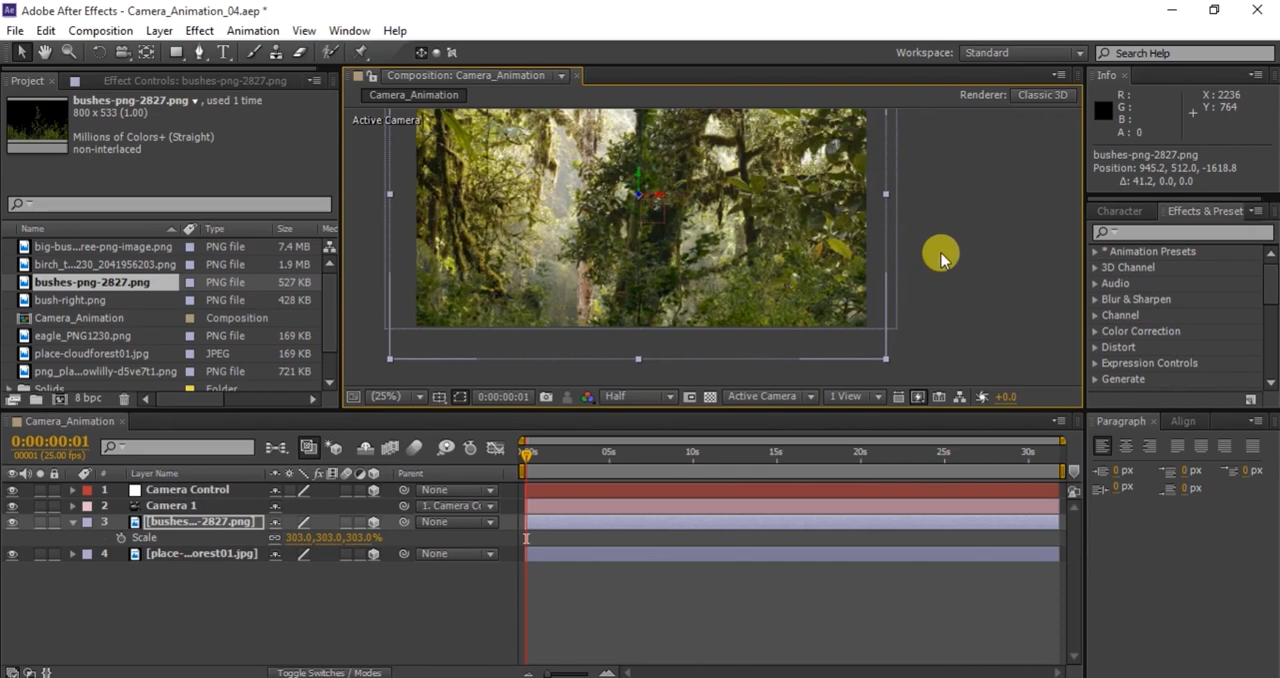 Adobe After Effects - Camera_Animation_04.aep *
File Edit Composition Layer Effect Animation View Window Help
Workspace: Standard Search Help
Project Effect Controls: bushes-png-2827.png
Composition: Camera_Animation
Info
bushes-png-2827.png , used 1 time
800 x 533 (1.00)
Millions of Colors+ (Straight)
non-interlaced
Camera_Animation
Renderer: Classic 3D
Active Camera
R :
G :
B :
A : 0
X : 2236
Y : 764
bushes-png-2827.png
Position: 945.2, 512.0, -1618.8
Δ: 41.2, 0.0, 0.0
Character Effects & Preset
Name Type Size Me
big-bus...ree-png-image.png PNG file 7.4 MB
birch_t...230_2041956203.png PNG file 1.9 MB
bushes-png-2827.png PNG file 527 KB
bush-right.png PNG file 428 KB
Camera_Animation Composition
eagle_PNG1230.png PNG file 169 KB
place-cloudforest01.jpg JPEG 169 KB
png_pla...owlilly-d5ve7t1.png PNG file 721 KB
Solids Folder
8 bpc
* Animation Presets
3D Channel
Audio
Blur & Sharpen
Channel
Color Correction
Distort
Expression Controls
Generate
(25%) 0:00:00:01 Half Active Camera 1 View +0.0
Camera_Animation
0:00:00:01
00001 (25.00 fps)
0s 05s 10s 15s 20s 25s 30s
# Layer Name fx Parent
1 Camera Control None
2 Camera 1 1. Camera Co
3 [bushes...-2827.png] None
Scale 303.0,303.0,303.0%
4 [place-...orest01.jpg] None
Toggle Switches / Modes
Paragraph Align
0 px 0 px 0 px
0 px 0 px